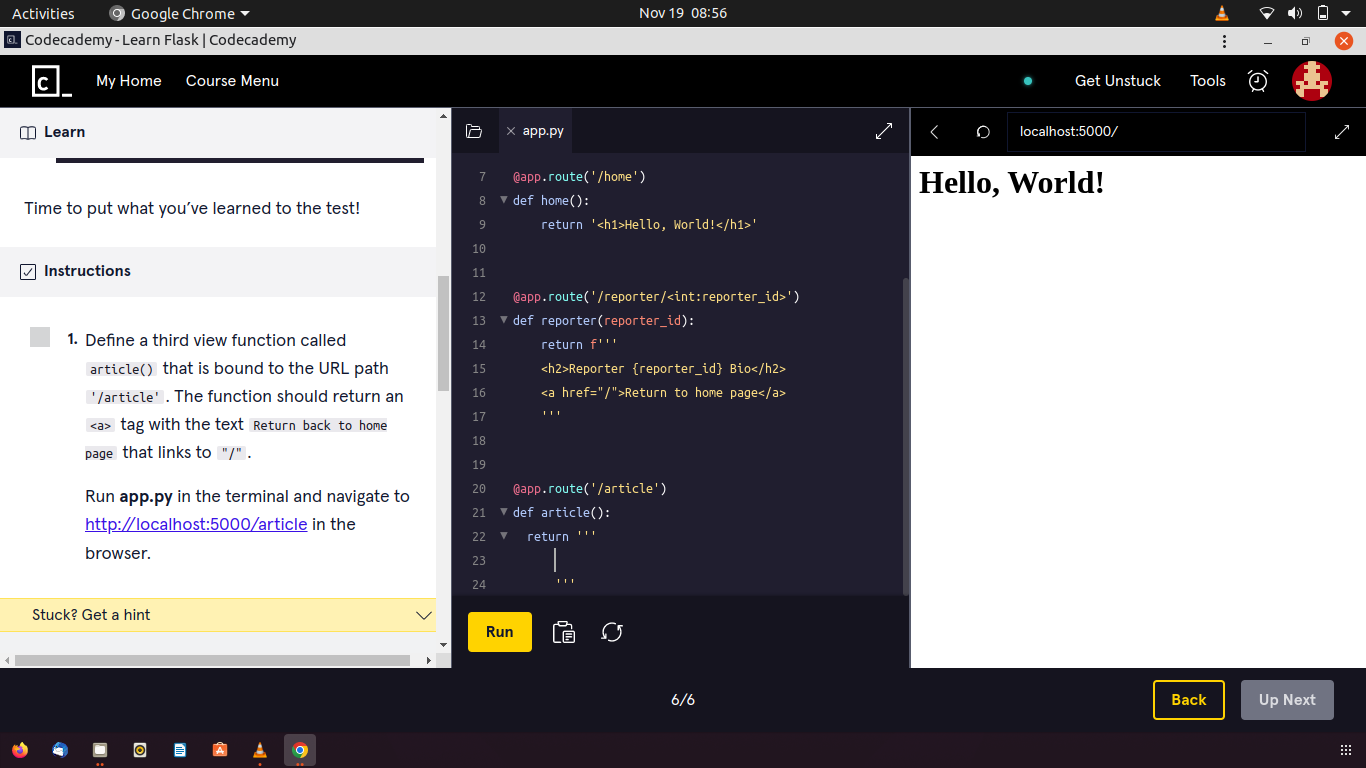 Activities
Google Chrome
Nov 19 08:56
Codecademy - Learn Flask | Codecademy
My Home
Course Menu
Get Unstuck
Tools
Learn
Time to put what you’ve learned to the test!
Instructions
1. Define a third view function called
article() that is bound to the URL path
'/article'. The function should return an
<a> tag with the text Return back to home
page that links to "/".
Run app.py in the terminal and navigate to
http://localhost:5000/article in the
browser.
Stuck? Get a hint
app.py
7 @app.route('/home')
8 def home():
9     return '<h1>Hello, World!</h1>'
10
11
12 @app.route('/reporter/<int:reporter_id>')
13 def reporter(reporter_id):
14     return f'''
15     <h2>Reporter {reporter_id} Bio</h2>
16     <a href="/">Return to home page</a>
17     '''
18
19
20 @app.route('/article')
21 def article():
22   return '''
23
24       '''
Run
localhost:5000/
Hello, World!
6/6
Back
Up Next